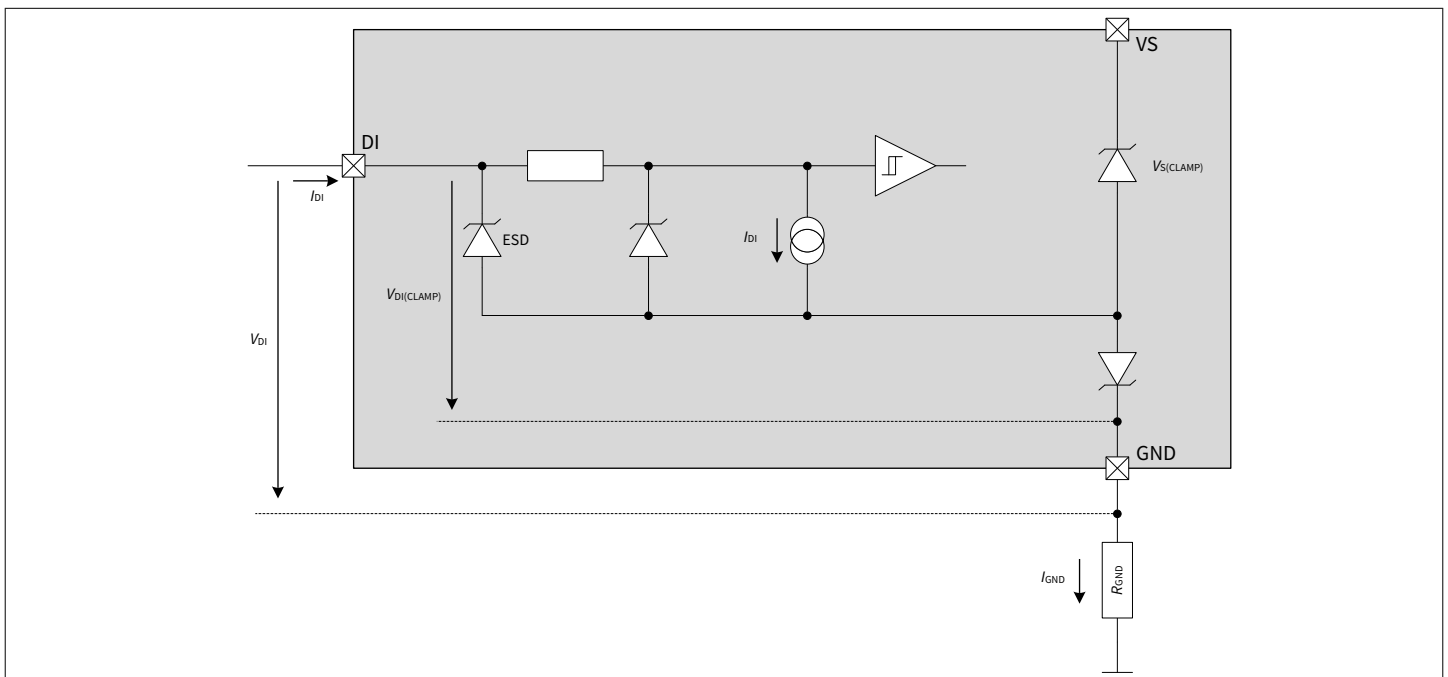 VS
DI
VS(CLAMP)
IDI
ESD
IDI
VDI(CLAMP)
VDI
GND
IGND
RGND